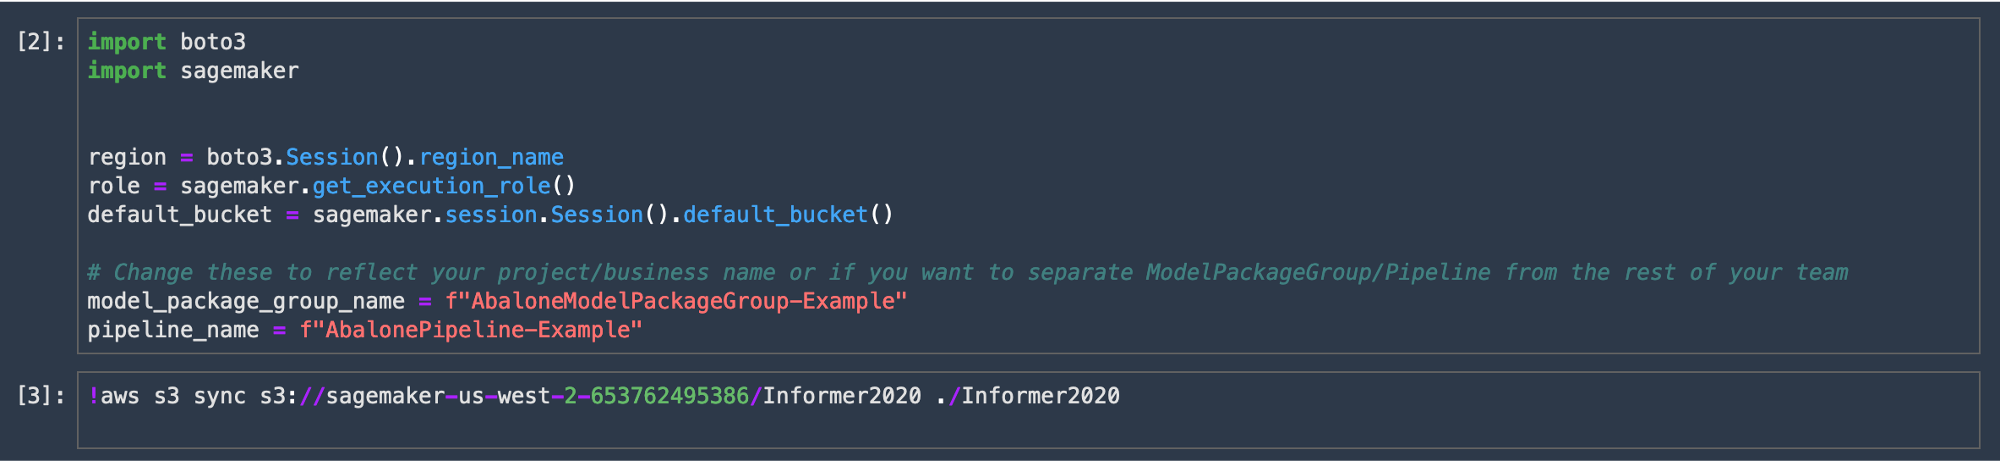 [2]: import boto3
import sagemaker
region = boto3.Session().region_name
role = sagemaker.get_execution_role()
default_bucket = sagemaker.session.Session().default_bucket()
# Change these to reflect your project/business name or if you want to separate ModelPackageGroup/Pipeline from the rest of your team
model_package_group_name = f"AbaloneModelPackageGroup-Example"
pipeline_name = f"AbalonePipeline-Example"
[3]: !aws s3 sync s3://sagemaker-us-west-2-653762495386/Informer2020 ./Informer2020